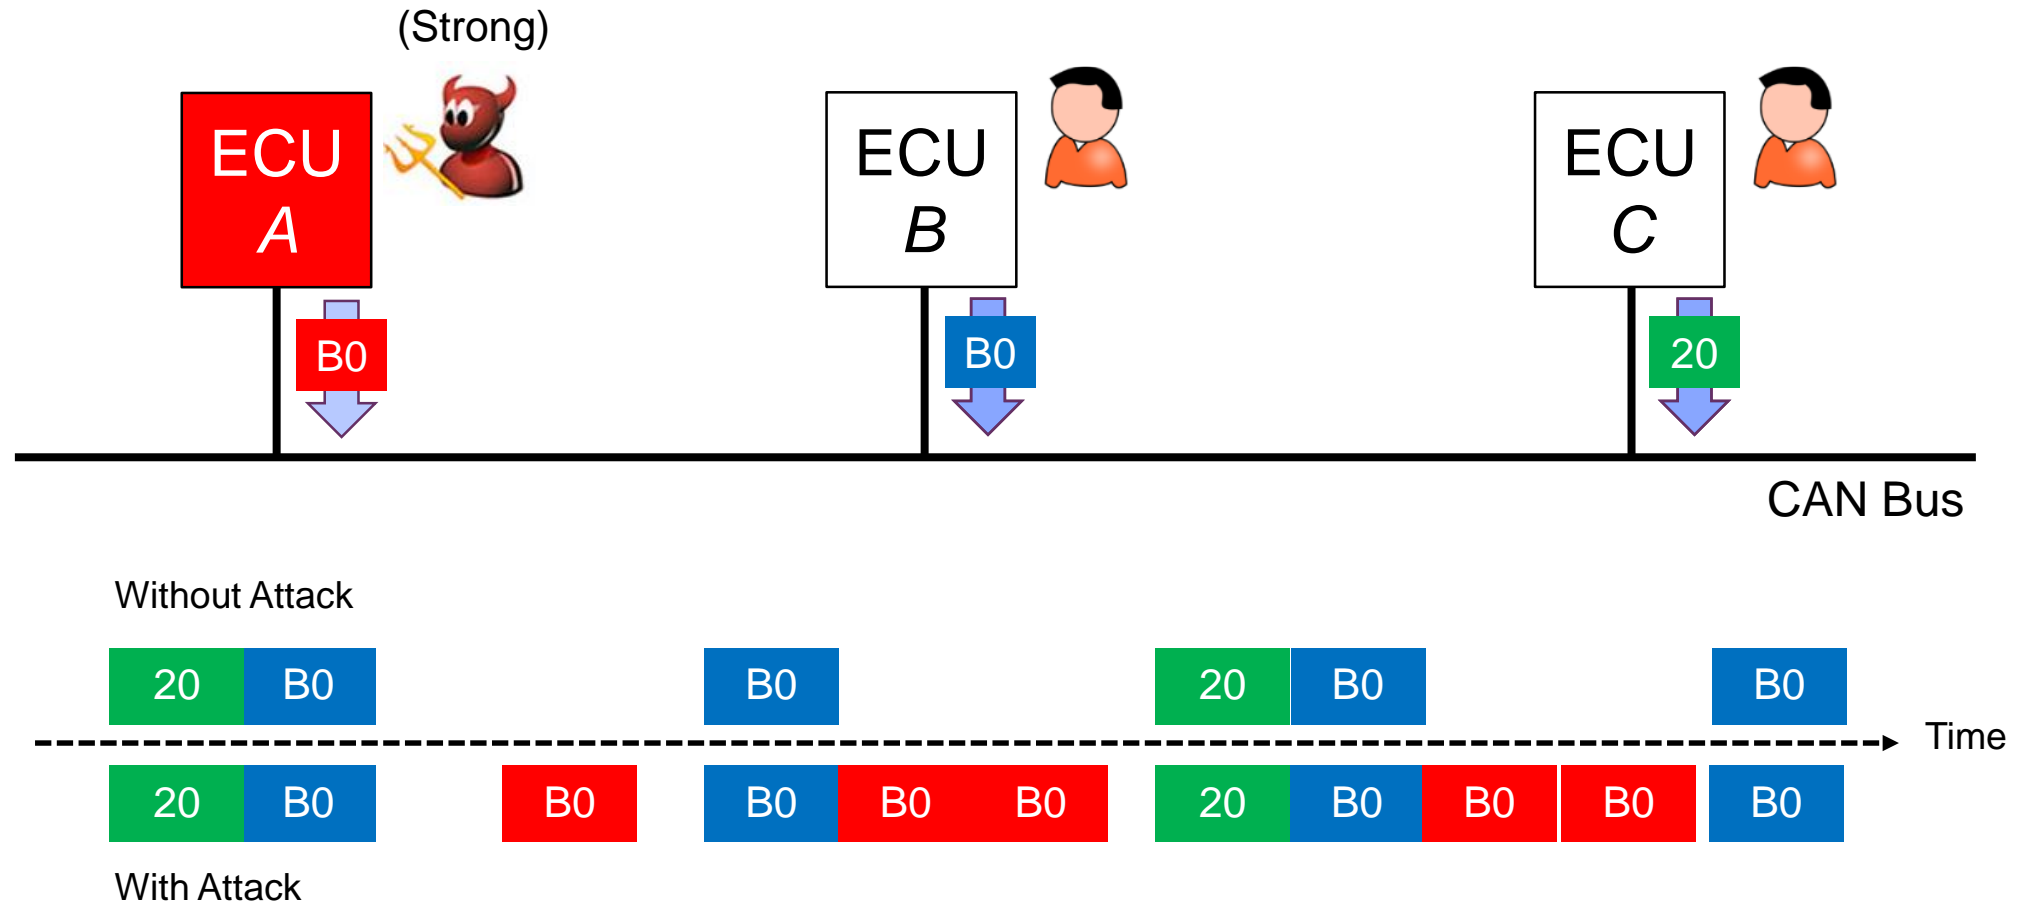 (Strong)
ECU
A
ECU
B
ECU
C
B0
B0
20
CAN Bus
Without Attack
20 B0 B0 20 B0 B0
Time
20 B0 B0 B0 B0 B0 20 B0 B0 B0 B0
With Attack